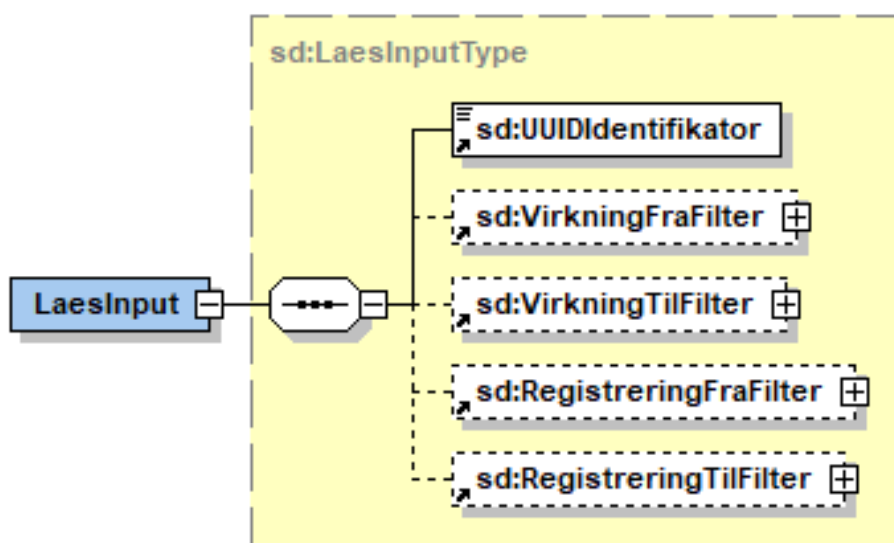 sd:LaesInputType
sd:UUIDIdentifikator
sd:VirkningFraFilter
LaesInput
sd:VirkningTilFilter
sd:RegistreringFraFilter
sd:RegistreringTilFilter